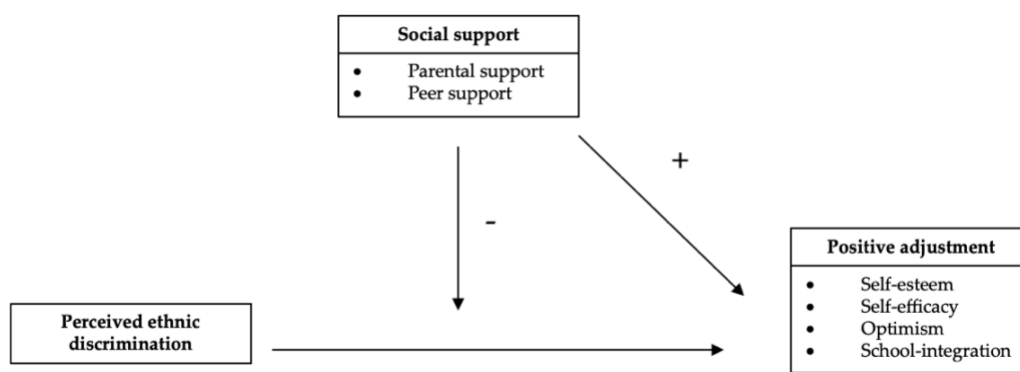 Social support
• Parental support
• Peer support
+
-
Positive adjustment
• Self-esteem
• Self-efficacy
• Optimism
• School-integration
Perceived ethnic
discrimination